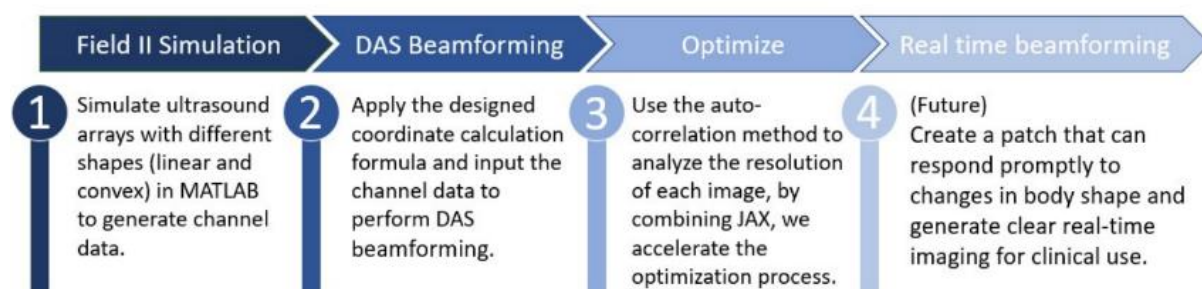 Field II Simulation
DAS Beamforming
Optimize
Real time beamforming
1
Simulate ultrasound
arrays with different
shapes (linear and
convex) in MATLAB
to generate channel
data.
2
Apply the designed
coordinate calculation
formula and input the
channel data to
perform DAS
beamforming.
3
Use the auto-
correlation method to
analyze the resolution
of each image, by
combining JAX, we
accelerate the
optimization process.
4
(Future)
Create a patch that can
respond promptly to
changes in body shape and
generate clear real-time
imaging for clinical use.